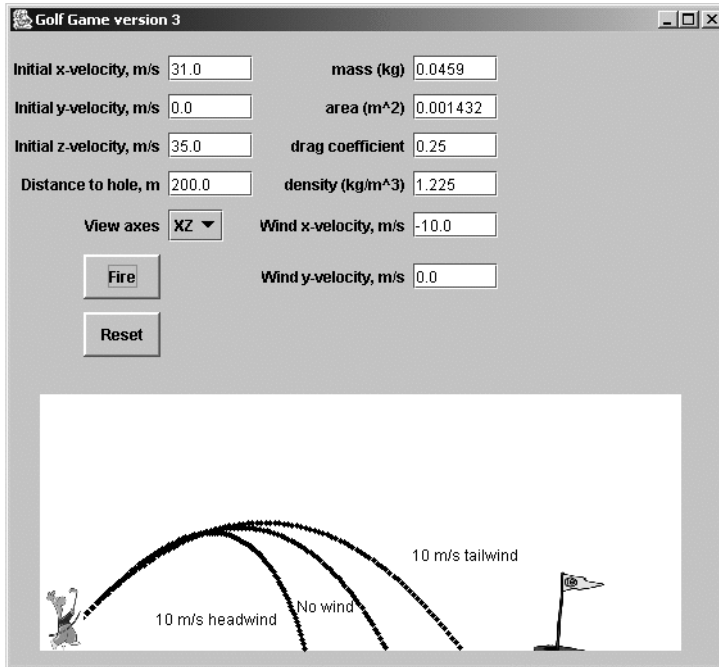 Golf Game version 3
Initial x-velocity, m/s 31.0 mass (kg) 0.0459
Initial y-velocity, m/s 0.0 area (m^2) 0.001432
Initial z-velocity, m/s 35.0 drag coefficient 0.25
Distance to hole, m 200.0 density (kg/m^3) 1.225
View axes XZ Wind x-velocity, m/s -10.0
Fire Wind y-velocity, m/s 0.0
Reset
10 m/s tailwind
No wind
10 m/s headwind